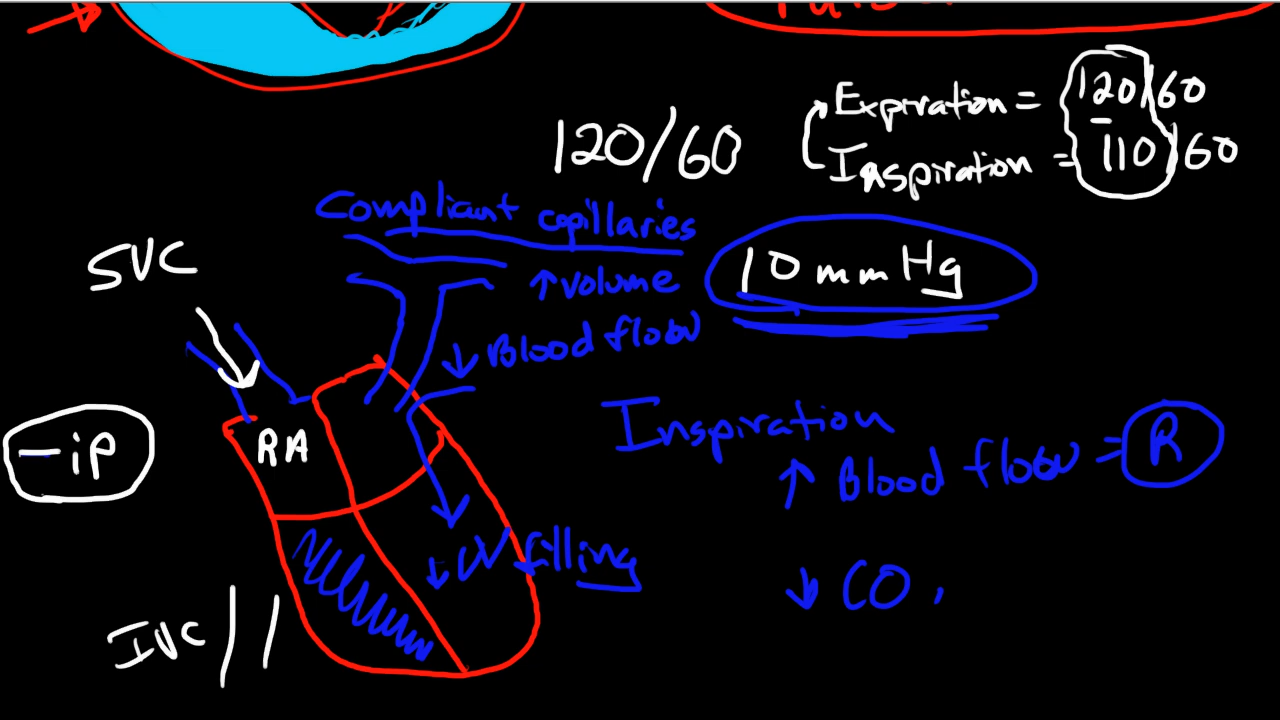 Expiration = 120/60
120/60
Inspiration = 110/60
Compliant capillaries
SVC
↑ volume
10 mmHg
↓ Blood flow
Inspiration
RA
-iP
↑ Blood flow = R
↓ LV filling
↓ CO,
IVC